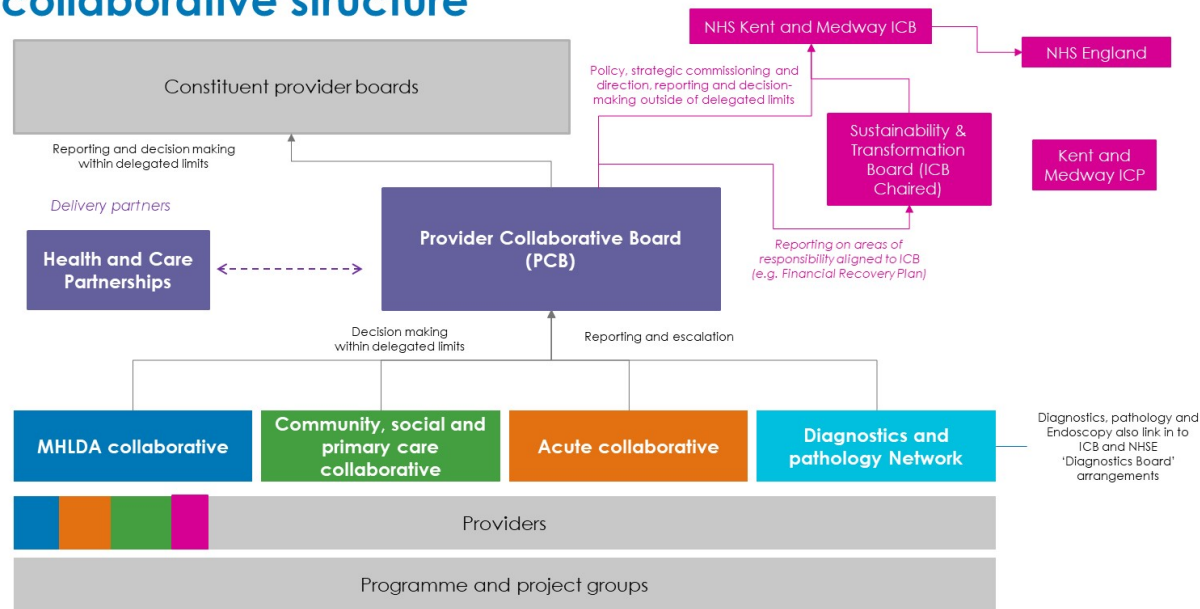 collaborative structure
NHS Kent and Medway ICB
NHS England
Constituent provider boards
Policy, strategic commissioning and
direction, reporting and decision-
making outside of delegated limits
Sustainability &
Transformation
Board (ICB
Chaired)
Kent and
Medway ICP
Reporting and decision making
within delegated limits
Delivery partners
Health and Care
Partnerships
Provider Collaborative Board
(PCB)
Reporting on areas of
responsibility aligned to ICB
(e.g. Financial Recovery Plan)
Decision making
within delegated limits
Reporting and escalation
MHLDA collaborative
Community, social and
primary care
collaborative
Acute collaborative
Diagnostics and
pathology Network
Diagnostics, pathology and
Endoscopy also link in to
ICB and NHSE
‘Diagnostics Board’
arrangements
Providers
Programme and project groups